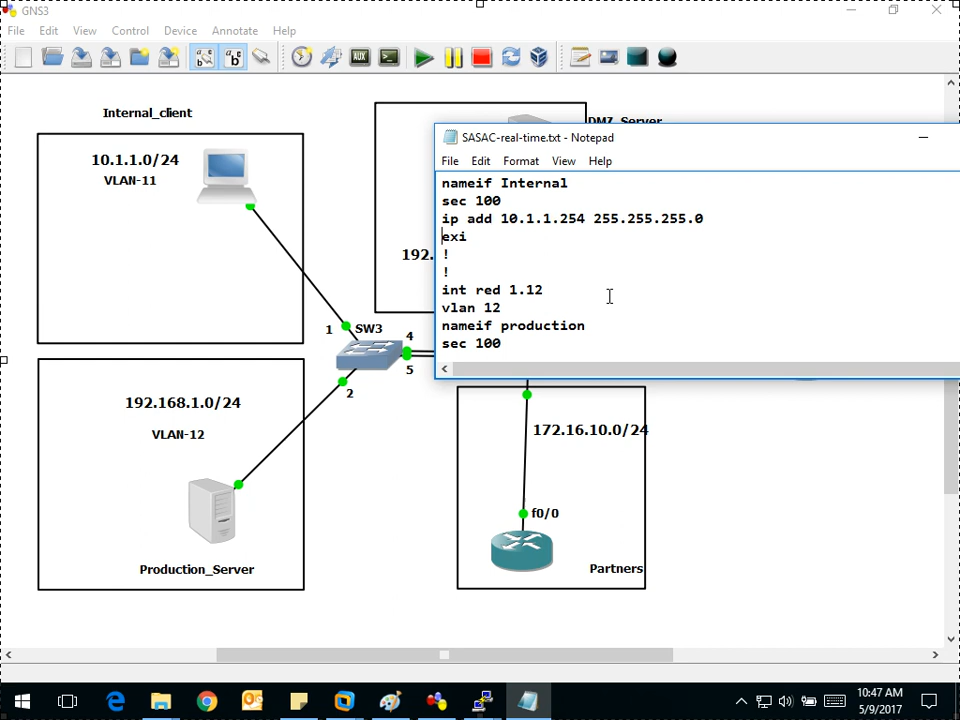 GNS3
File Edit View Control Device Annotate Help
Internal_client
10.1.1.0/24
VLAN-11
SASAC-real-time.txt - Notepad
File Edit Format View Help
nameif Internal
sec 100
ip add 10.1.1.254 255.255.255.0
exi
!
!
int red 1.12
vlan 12
nameif production
sec 100
192.
1
SW3
4
5
2
192.168.1.0/24
VLAN-12
Production_Server
172.16.10.0/24
f0/0
Partners
AUX
10:47 AM
5/9/2017